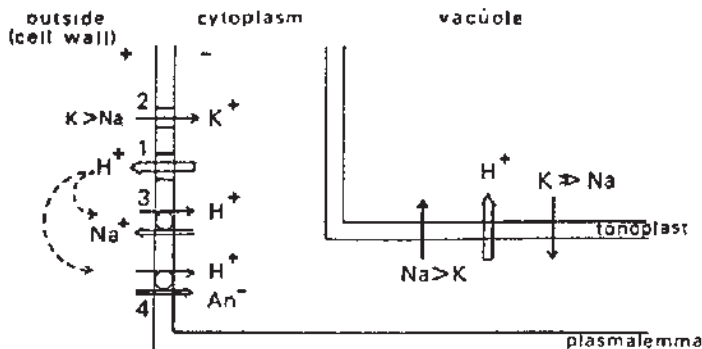 outside
(cell wall)
cytoplasm
vacuole
+
-
2
K>Na
K+
1
H+
H+
K≫Na
3
H+
Na+
tonoplast
Na>K
H+
An-
4
plasmalemma